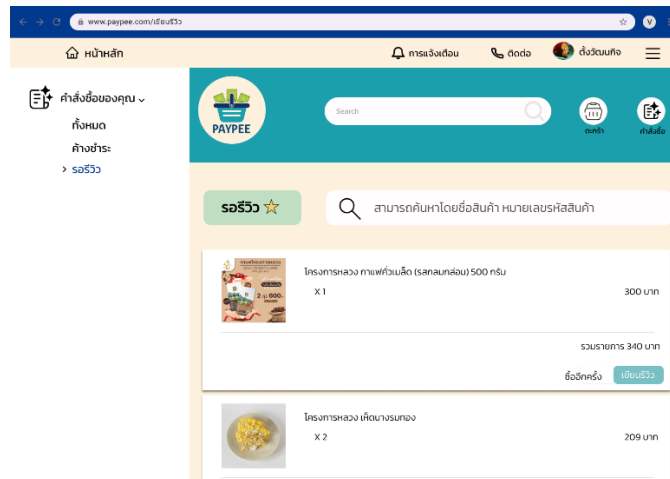 www.paypee.com/เขียนรีวิว
V
หน้าหลัก
การแจ้งเตือน
ติดต่อ
ตั้งวัฒนกิจ
คำสั่งซื้อของคุณ
ทั้งหมด
ค้างชำระ
> รอรีวิว
PAYPEE
Search
ตะกร้า
คำสั่งซื้อ
รอรีวิว
สามารถค้นหาโดยชื่อสินค้า หมายเลขรหัสสินค้า
โครงการหลวง กาแฟคั่วเมล็ด (รสกลมกล่อม) 500 กรัม
X 1
300 บาท
รวมรายการ 340 บาท
ซื้ออีกครั้ง
เขียนรีวิว
โครงการหลวง เห็ดนางรมทอง
X 2
209 บาท